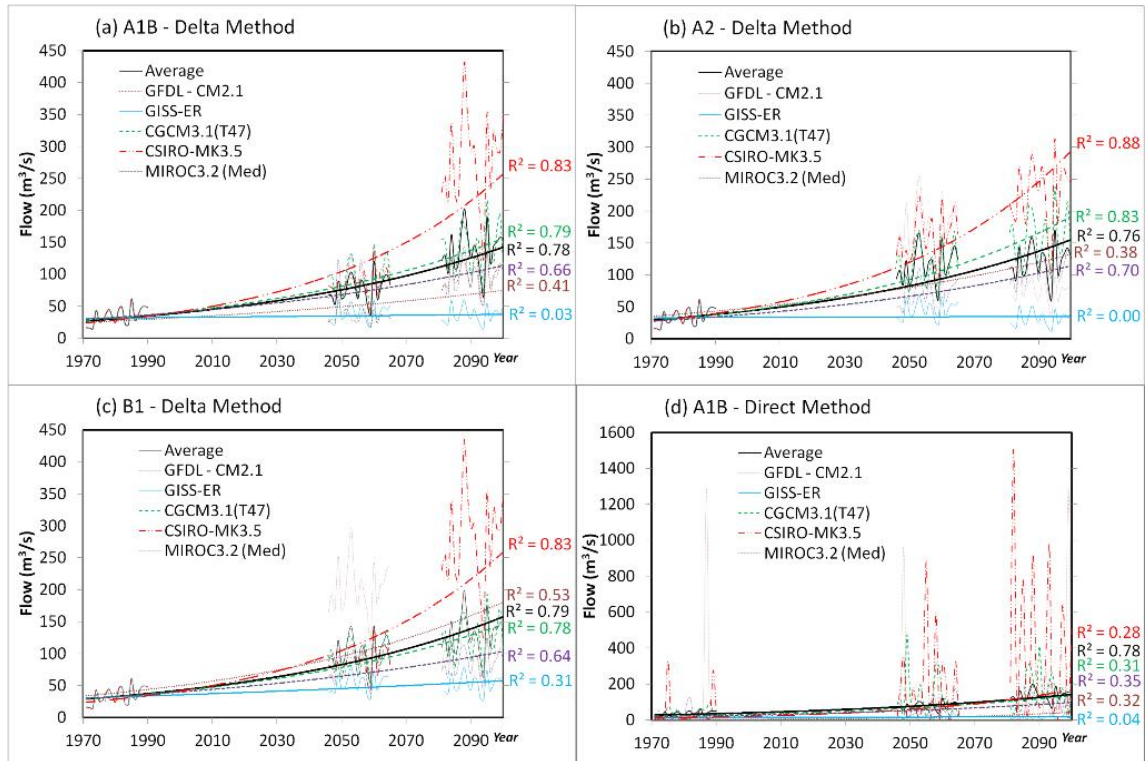 (a) A1B - Delta Method
450
400
350
300
250
200
150
100
50
0
Flow (m³/s)
Average
GFDL - CM2.1
GISS-ER
CGCM3.1(T47)
CSIRO-MK3.5
MIROC3.2 (Med)
R² = 0.83
R² = 0.79
R² = 0.78
R² = 0.66
R² = 0.41
R² = 0.03
1970 1990 2010 2030 2050 2070 2090 Year
(b) A2 - Delta Method
450
400
350
300
250
200
150
100
50
0
Flow (m³/s)
Average
GFDL - CM2.1
GISS-ER
CGCM3.1(T47)
CSIRO-MK3.5
MIROC3.2 (Med)
R² = 0.88
R² = 0.83
R² = 0.76
R² = 0.38
R² = 0.70
R² = 0.00
1970 1990 2010 2030 2050 2070 2090 Year
(c) B1 - Delta Method
450
400
350
300
250
200
150
100
50
0
Flow (m³/s)
Average
GFDL - CM2.1
GISS-ER
CGCM3.1(T47)
CSIRO-MK3.5
MIROC3.2 (Med)
R² = 0.83
R² = 0.53
R² = 0.79
R² = 0.78
R² = 0.64
R² = 0.31
1970 1990 2010 2030 2050 2070 2090 Year
(d) A1B - Direct Method
1600
1400
1200
1000
800
600
400
200
0
Flow (m³/s)
Average
GFDL - CM2.1
GISS-ER
CGCM3.1(T47)
CSIRO-MK3.5
MIROC3.2 (Med)
R² = 0.28
R² = 0.78
R² = 0.31
R² = 0.35
R² = 0.32
R² = 0.04
1970 1990 2010 2030 2050 2070 2090 Year